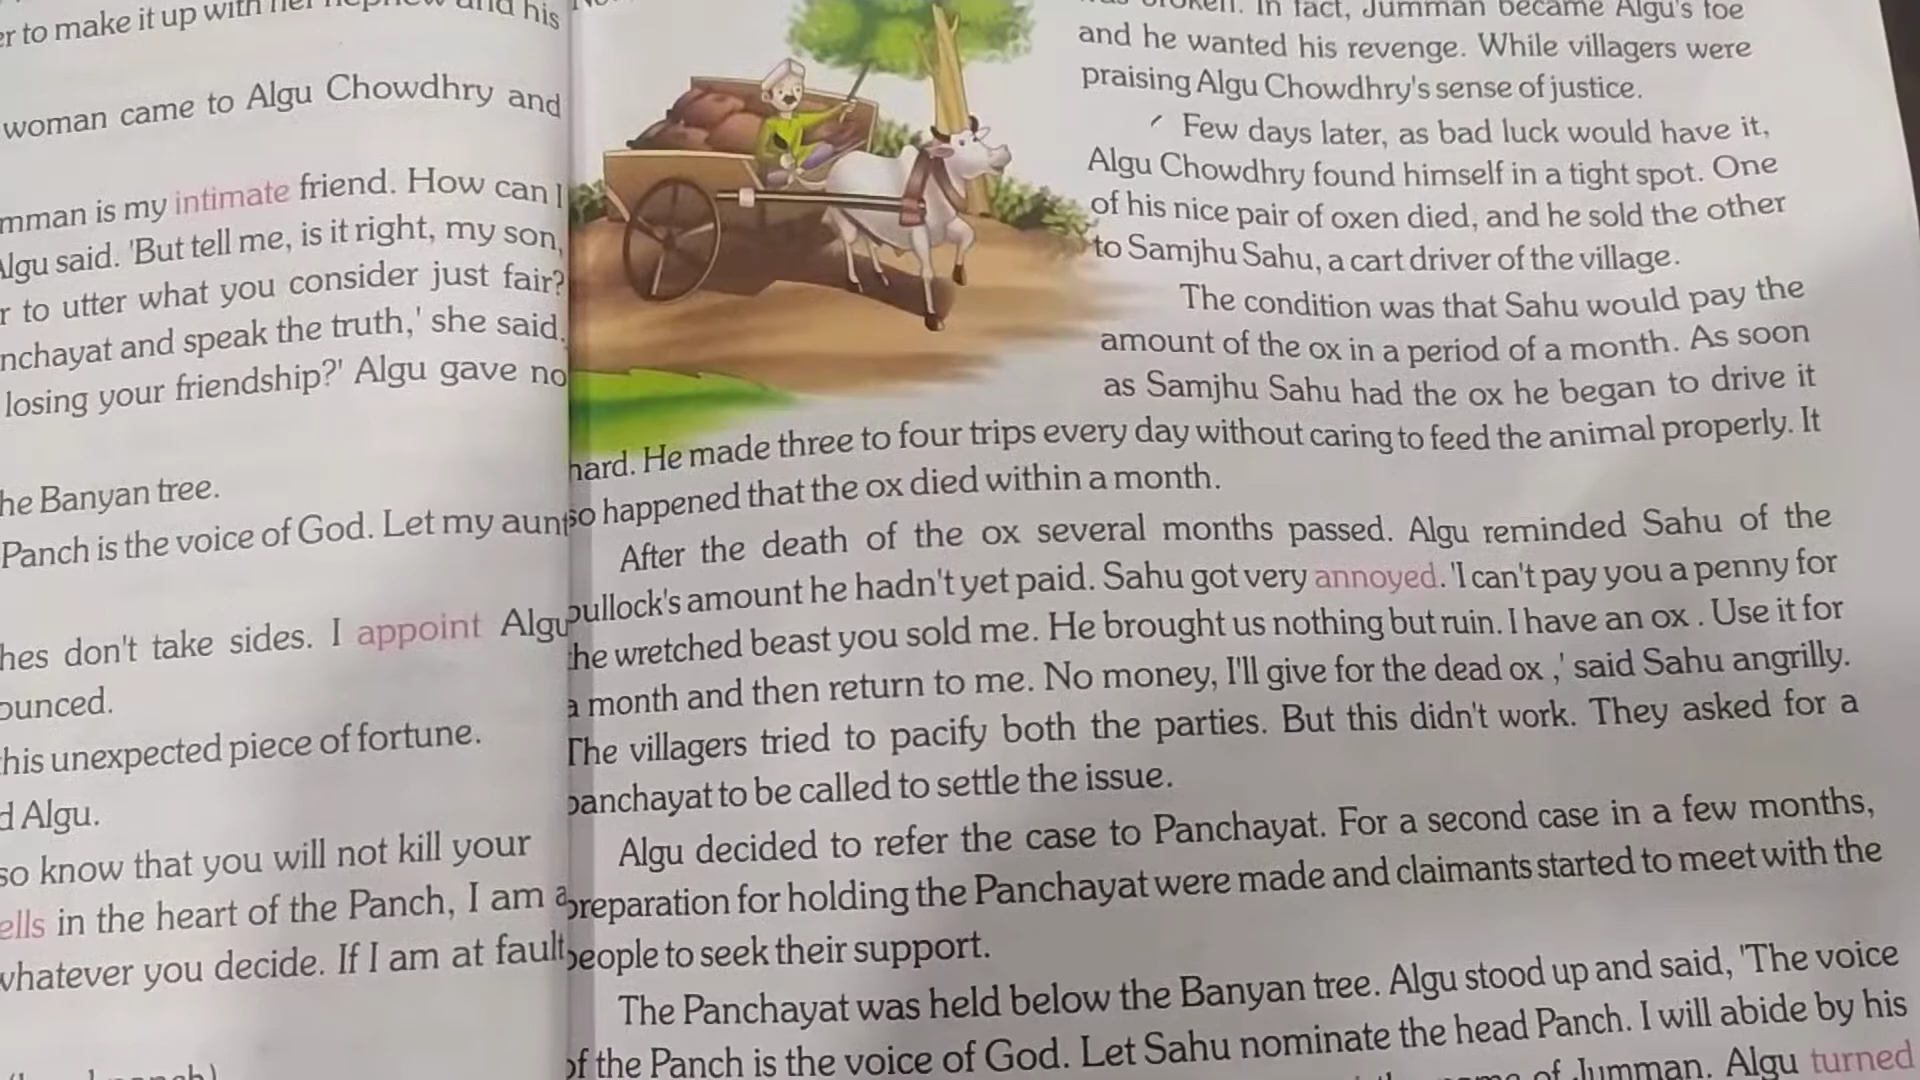 er to make it up with her nephew and his
woman came to Algu Chowdhry and
mman is my intimate friend. How can I
Algu said. 'But tell me, is it right, my son,
r to utter what you consider just fair?
nchayat and speak the truth,' she said.
losing your friendship?' Algu gave no
he Banyan tree.
Panch is the voice of God. Let my aunt
hes don't take sides. I appoint Algu
ounced.
his unexpected piece of fortune.
d Algu.
so know that you will not kill your
ells in the heart of the Panch, I am a
whatever you decide. If I am at fault
was broken. In fact, Jumman became Algu's foe
and he wanted his revenge. While villagers were
praising Algu Chowdhry's sense of justice.
Few days later, as bad luck would have it,
Algu Chowdhry found himself in a tight spot. One
of his nice pair of oxen died, and he sold the other
to Samjhu Sahu, a cart driver of the village.
The condition was that Sahu would pay the
amount of the ox in a period of a month. As soon
as Samjhu Sahu had the ox he began to drive it
hard. He made three to four trips every day without caring to feed the animal properly. It
so happened that the ox died within a month.
After the death of the ox several months passed. Algu reminded Sahu of the
bullock's amount he hadn't yet paid. Sahu got very annoyed. 'I can't pay you a penny for
the wretched beast you sold me. He brought us nothing but ruin. I have an ox . Use it for
a month and then return to me. No money, I'll give for the dead ox ,' said Sahu angrilly.
The villagers tried to pacify both the parties. But this didn't work. They asked for a
panchayat to be called to settle the issue.
Algu decided to refer the case to Panchayat. For a second case in a few months,
preparation for holding the Panchayat were made and claimants started to meet with the
people to seek their support.
The Panchayat was held below the Banyan tree. Algu stood up and said, 'The voice
of the Panch is the voice of God. Let Sahu nominate the head Panch. I will abide by his
of Jumman. Algu turned